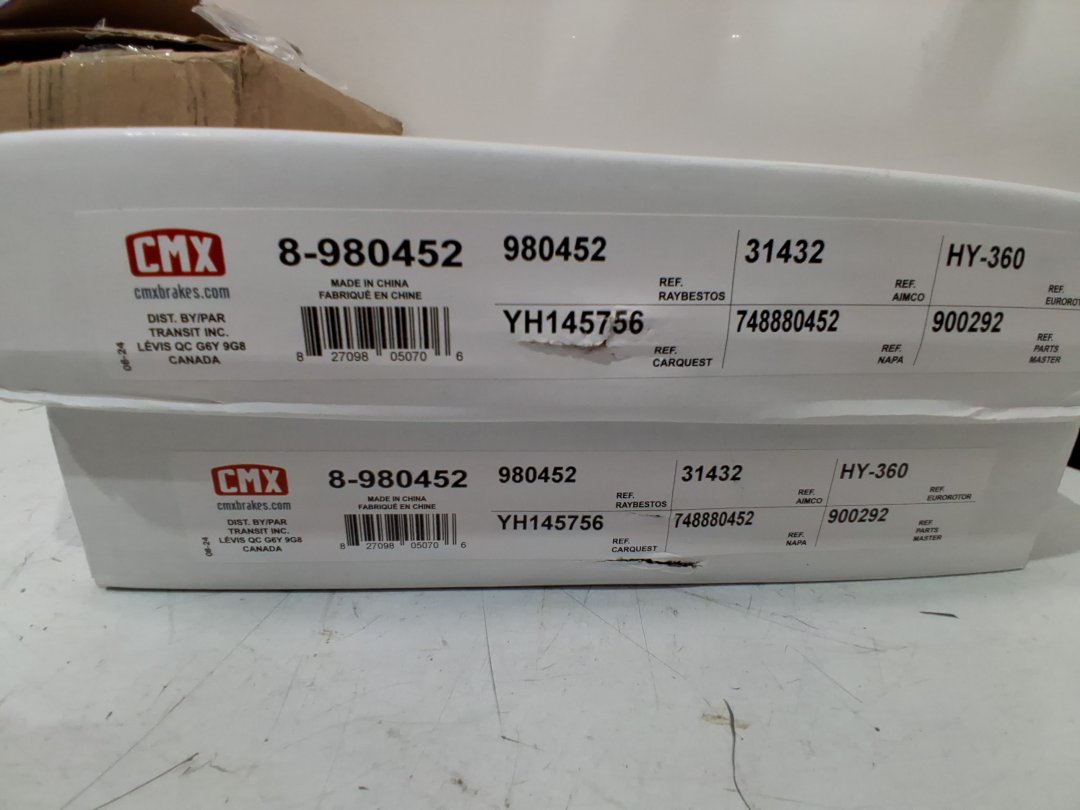 CMX
cmxbrakes.com
DIST. BY/PAR
TRANSIT INC.
LÉVIS QC G6Y 9G8
CANADA
08-24
8-980452
MADE IN CHINA
FABRIQUÉ EN CHINE
8 27098 05070 6
980452
REF.
RAYBESTOS
31432
REF.
AIMCO
HY-360
REF.
EUROROT
YH145756
REF.
CARQUEST
748880452
REF.
NAPA
900292
REF.
PARTS
MASTER
CMX
cmxbrakes.com
DIST. BY/PAR
TRANSIT INC.
LÉVIS QC G6Y 9G8
CANADA
08-24
8-980452
MADE IN CHINA
FABRIQUÉ EN CHINE
8 27098 05070 6
980452
REF.
RAYBESTOS
31432
REF.
AIMCO
HY-360
REF.
EUROROTOR
YH145756
REF.
CARQUEST
748880452
REF.
NAPA
900292
REF.
PARTS
MASTER